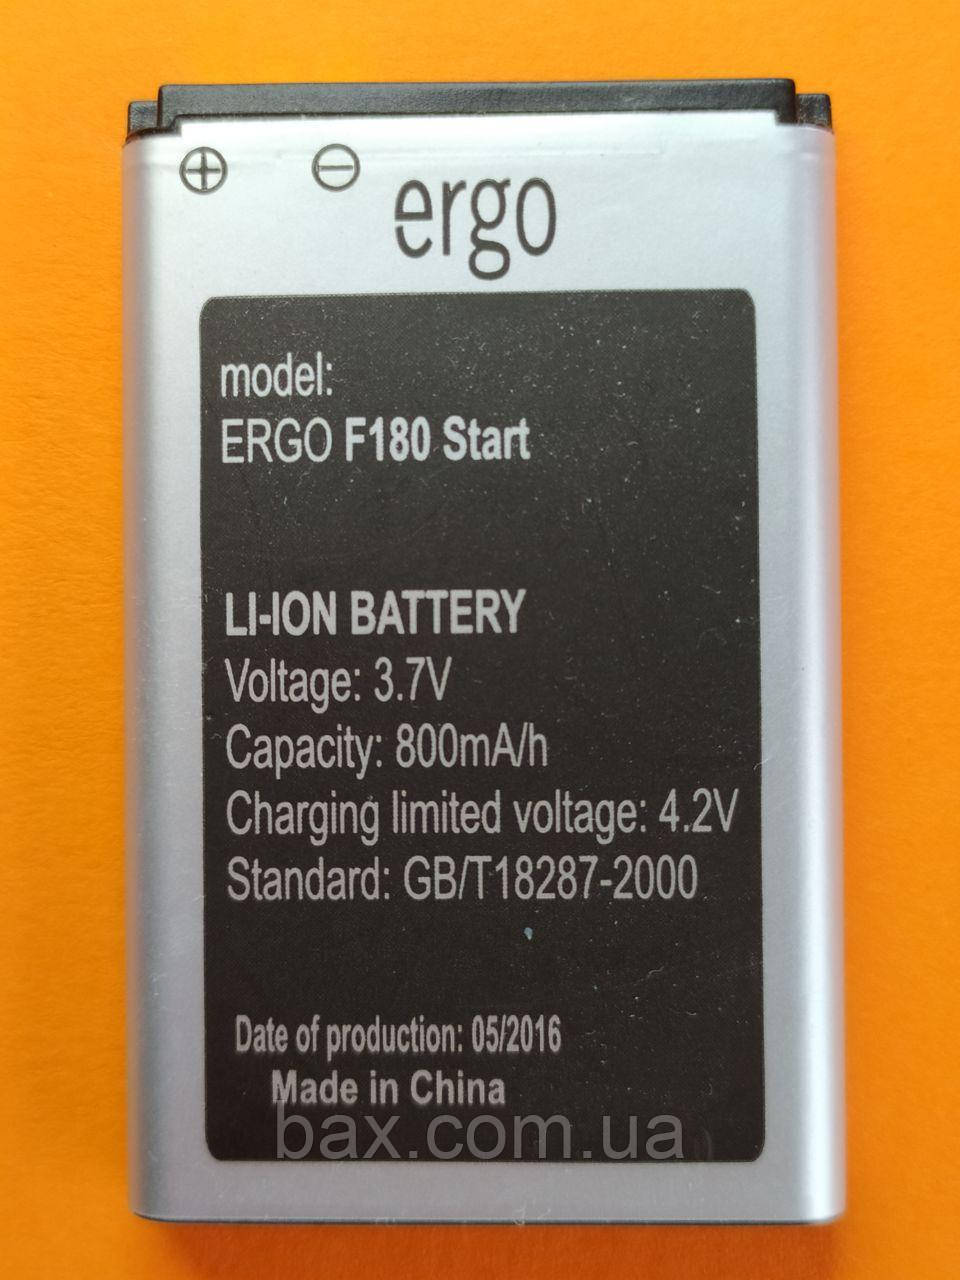 ergo
model:
ERGO F180 Start
LI-ION BATTERY
Voltage: 3.7V
Capacity: 800mA/h
Charging limited voltage: 4.2V
Standard: GB/T18287-2000
Date of production: 05/2016
Made in China
bax.com.ua